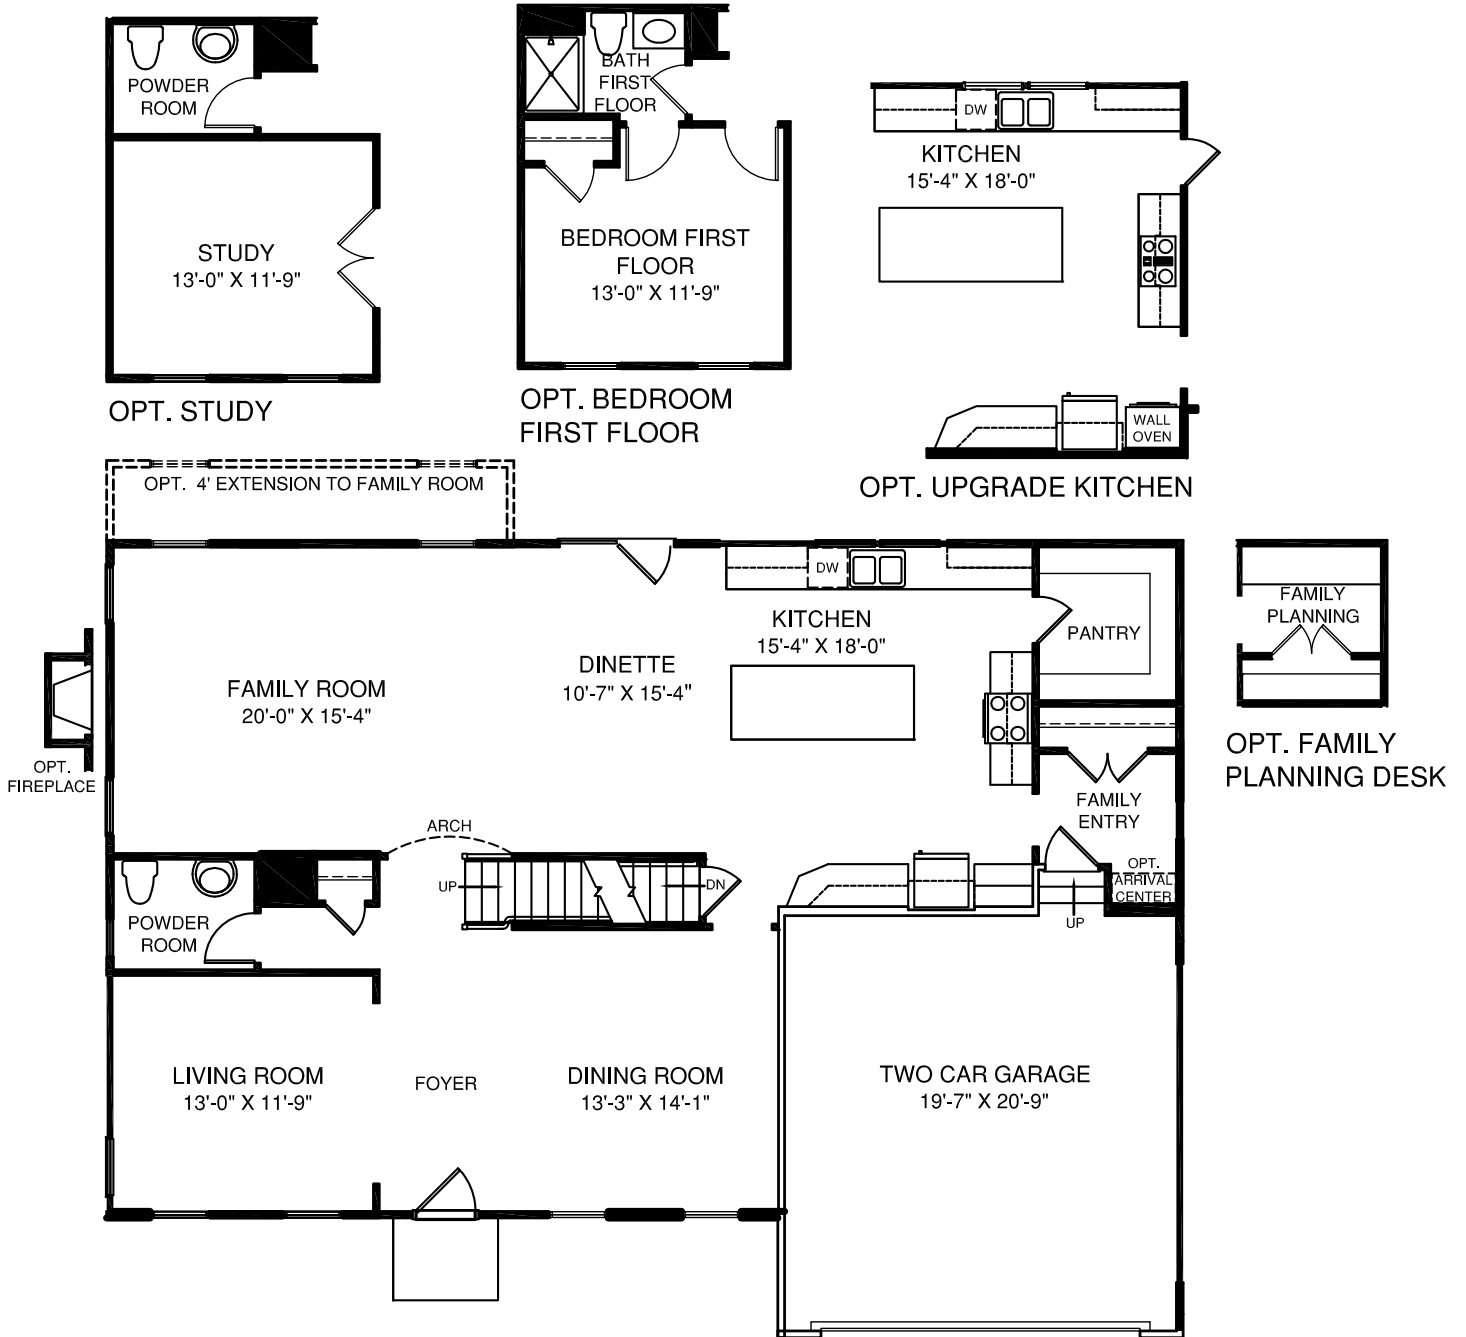 POWDER
ROOM
STUDY
13'-0" X 11'-9"
OPT. STUDY
BATH
FIRST
FLOOR
BEDROOM FIRST
FLOOR
13'-0" X 11'-9"
OPT. BEDROOM
FIRST FLOOR
DW
KITCHEN
15'-4" X 18'-0"
WALL
OVEN
OPT. UPGRADE KITCHEN
OPT. 4' EXTENSION TO FAMILY ROOM
DW
KITCHEN
15'-4" X 18'-0"
PANTRY
DINETTE
10'-7" X 15'-4"
FAMILY ROOM
20'-0" X 15'-4"
OPT.
FIREPLACE
FAMILY
PLANNING
OPT. FAMILY
PLANNING DESK
FAMILY
ENTRY
ARCH
UP
DN
OPT.
ARRIVAL
CENTER
UP
POWDER
ROOM
LIVING ROOM
13'-0" X 11'-9"
FOYER
DINING ROOM
13'-3" X 14'-1"
TWO CAR GARAGE
19'-7" X 20'-9"